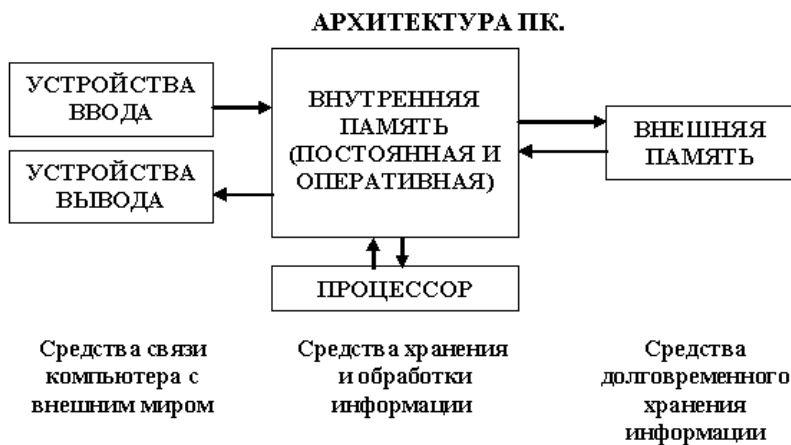 АРХИТЕКТУРА ПК.
УСТРОЙСТВА
ВВОДА
УСТРОЙСТВА
ВЫВОДА
ВНУТРЕННЯЯ
ПАМЯТЬ
(ПОСТОЯННАЯ И
ОПЕРАТИВНАЯ)
ВНЕШНЯЯ
ПАМЯТЬ
ПРОЦЕССОР
Средства связи
компьютера с
внешним миром
Средства хранения
и обработки
информации
Средства
долговременного
хранения
информации